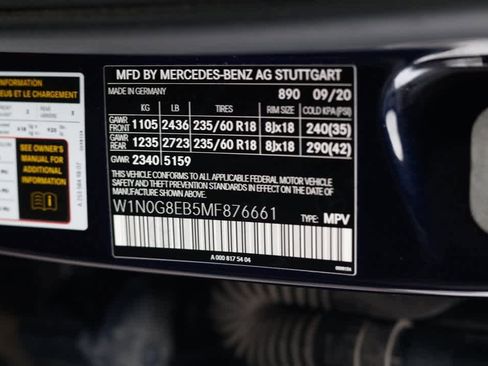 MFD BY MERCEDES-BENZ AG STUTTGART
MADE IN GERMANY 890 09/20
KG LB TIRES RIM SIZE COLD KPA(PSI)
GAWR FRONT 1105 2436 235/60 R18 8Jx18 240(35)
GAWR REAR 1235 2723 235/60 R18 8Jx18 290(42)
GVWR 2340 5159
THIS VEHICLE CONFORMS TO ALL APPLICABLE FEDERAL MOTOR VEHICLE
SAFETY AND THEFT PREVENTION STANDARDS IN EFFECT ON THE
DATE OF MANUFACTURE SHOWN ABOVE.
W1N0G8EB5MF876661 TYPE: MPV
A 000 817 54 04
INFORMATION
EUS ET LE CHARGEMENT
SEE OWNER'S
MANUAL FOR
ADDITIONAL
INFORMATION